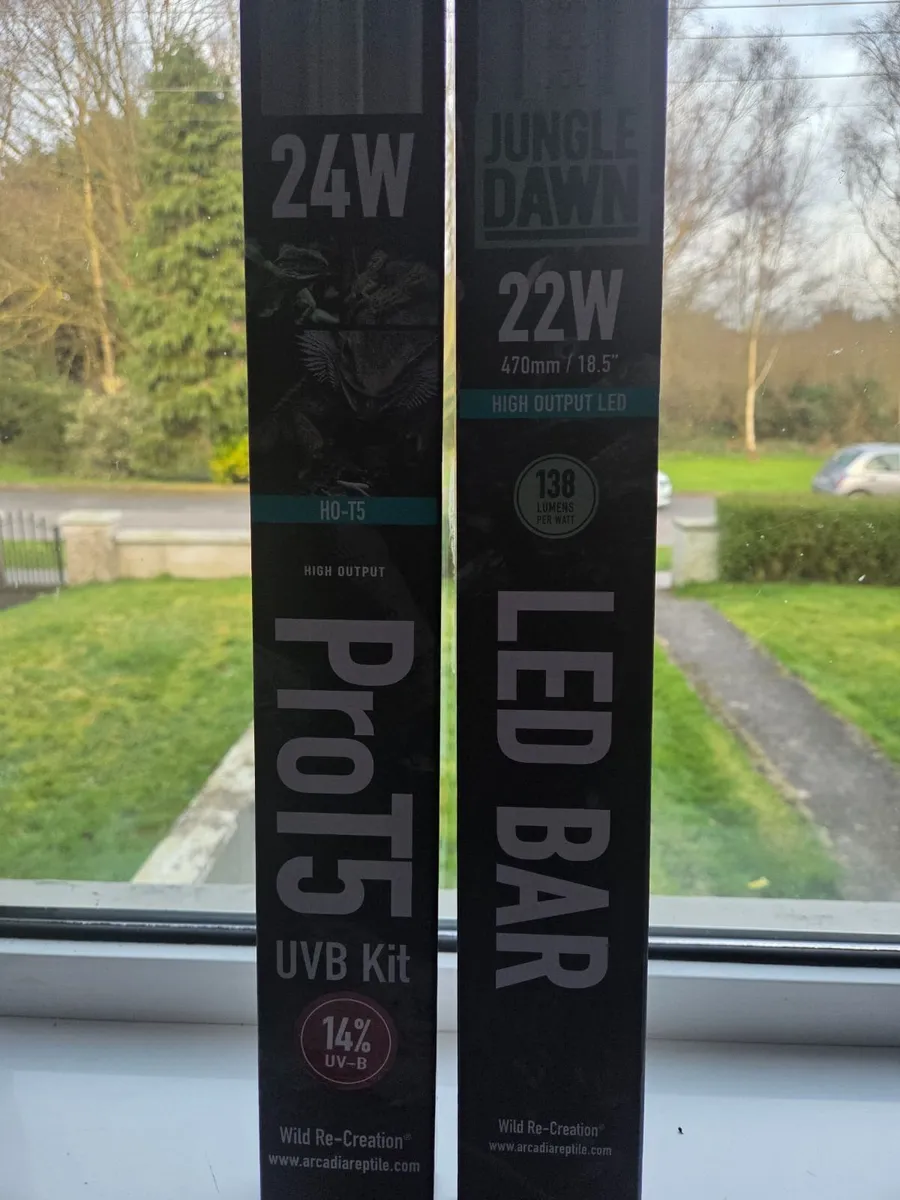 24W
HO-T5
HIGH OUTPUT
ProT5
UVB Kit
14%
UV-B
Wild Re-Creation®
www.arcadiareptile.com
JUNGLE
DAWN
22W
470mm / 18.5"
HIGH OUTPUT LED
138
LUMENS
PER WATT
LED BAR
Wild Re-Creation®
www.arcadiareptile.com